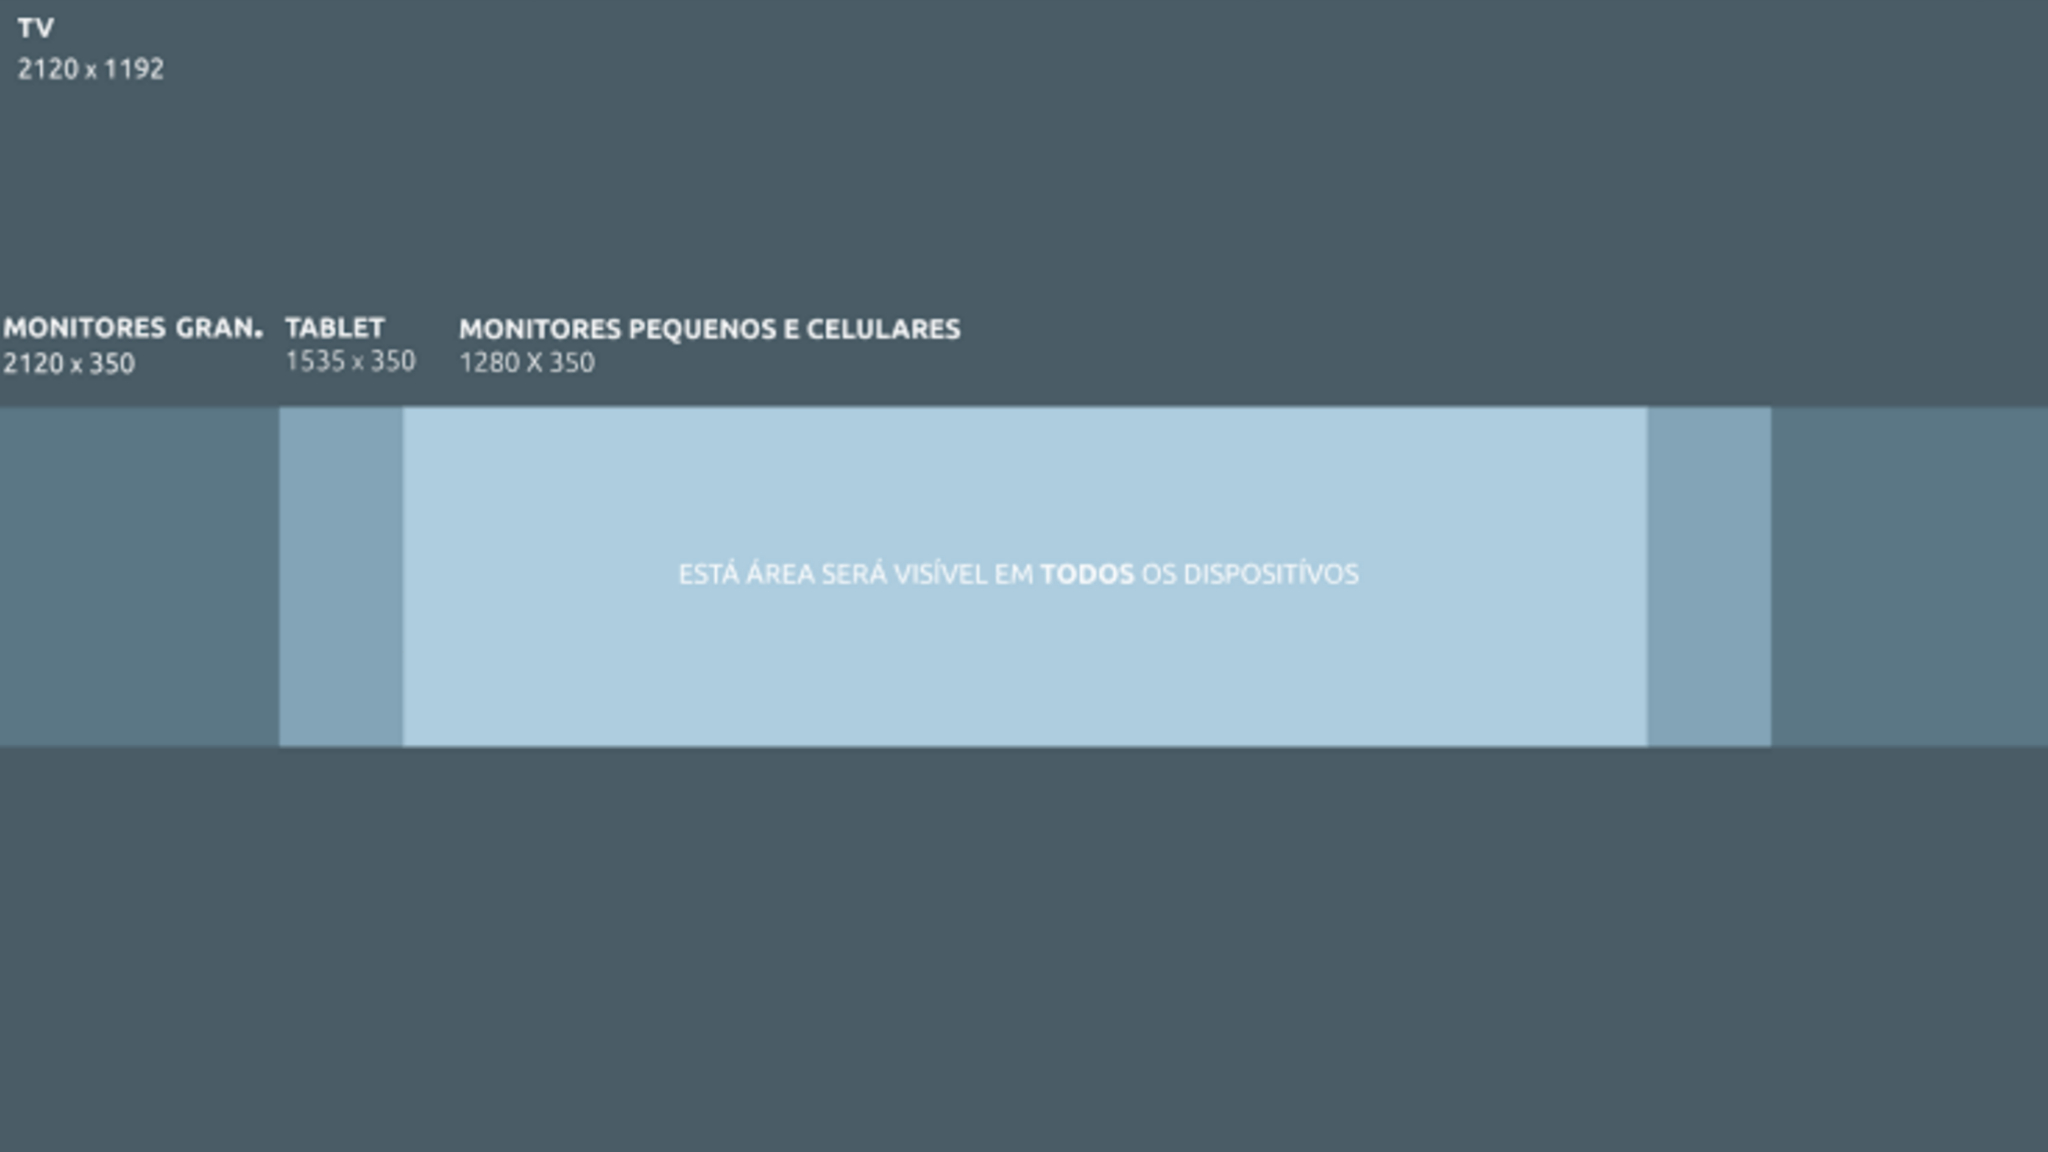 TV
2120 x 1192
MONITORES GRAN.
2120 x 350
TABLET
1535 x 350
MONITORES PEQUENOS E CELULARES
1280 X 350
ESTÁ ÁREA SERÁ VISÍVEL EM TODOS OS DISPOSITÍVOS